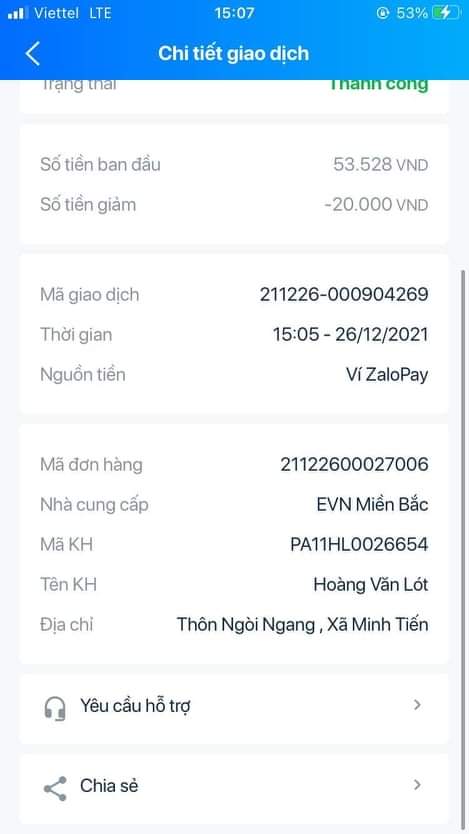 Viettel LTE 15:07 53%
Chi tiết giao dịch
Trạng thái Thành công
Số tiền ban đầu 53.528 VND
Số tiền giảm -20.000 VND
Mã giao dịch 211226-000904269
Thời gian 15:05 - 26/12/2021
Nguồn tiền Ví ZaloPay
Mã đơn hàng 21122600027006
Nhà cung cấp EVN Miền Bắc
Mã KH PA11HL0026654
Tên KH Hoàng Văn Lót
Địa chỉ Thôn Ngòi Ngang , Xã Minh Tiến
Yêu cầu hỗ trợ
Chia sẻ